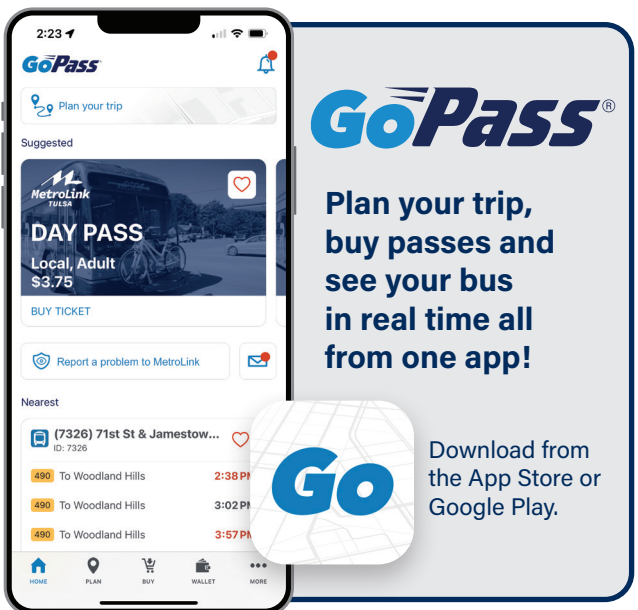 2:23
GoPass
Plan your trip
Suggested
MetroLink
TULSA
DAY PASS
Local, Adult
$3.75
BUY TICKET
Report a problem to MetroLink
Nearest
(7326) 71st St & Jamestow...
ID: 7326
490 To Woodland Hills 2:38 PM
490 To Woodland Hills 3:02 PM
490 To Woodland Hills 3:57 PM
HOME PLAN BUY WALLET MORE
GoPass®
Plan your trip,
buy passes and
see your bus
in real time all
from one app!
Go
Download from
the App Store or
Google Play.